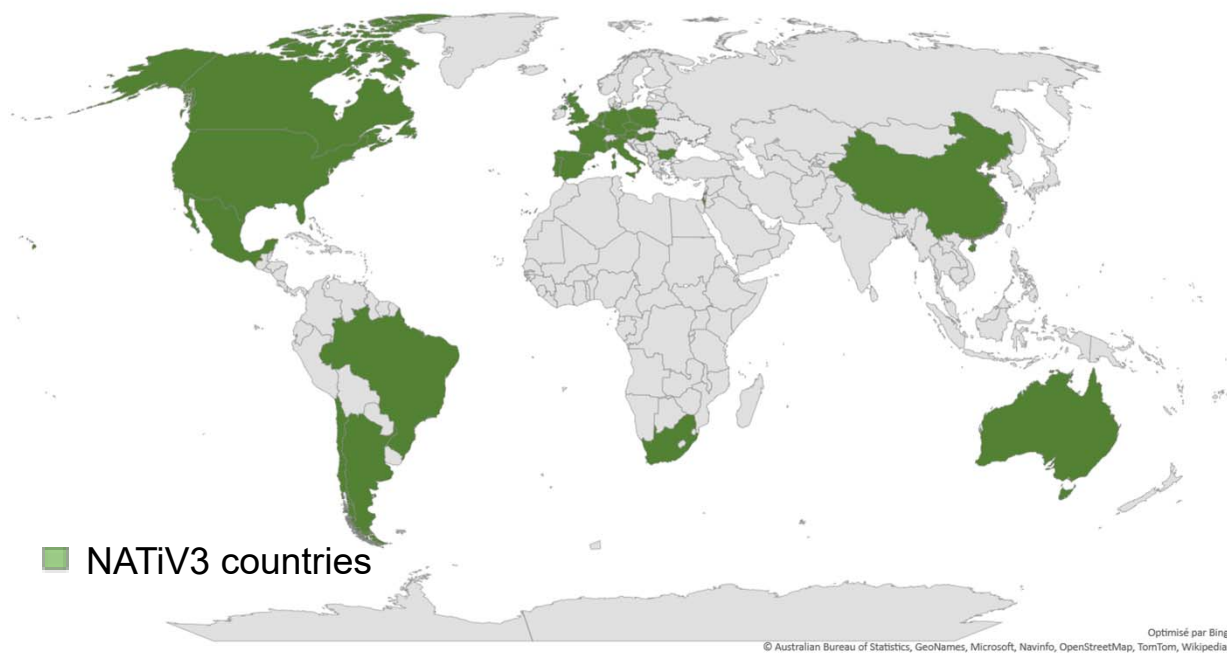 NATiV3 countries
Optimisé par Bing
© Australian Bureau of Statistics, GeoNames, Microsoft, Navinfo, OpenStreetMap, TomTom, Wikipedia